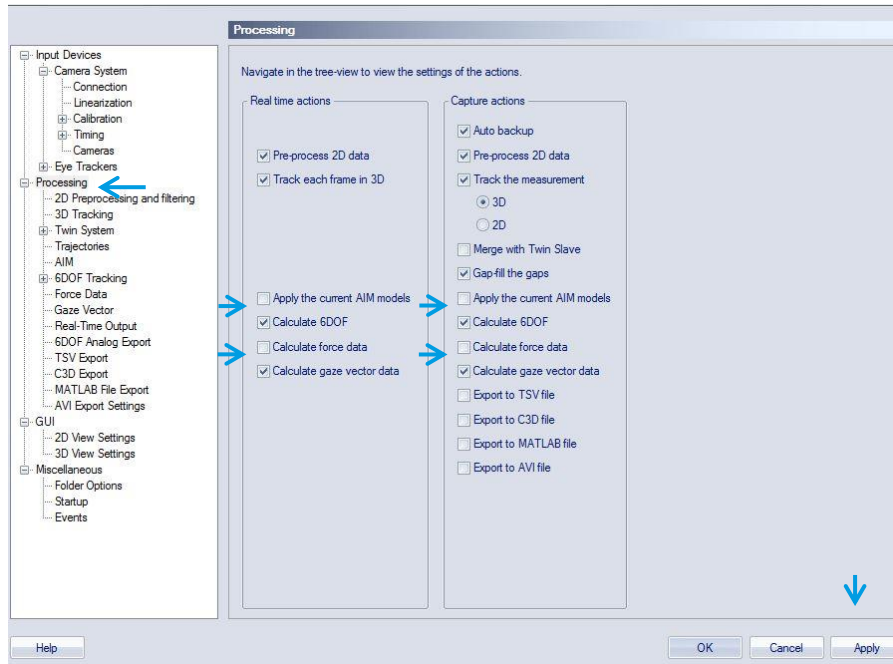 Processing
Input Devices
Camera System
Connection
Linearization
Calibration
Timing
Cameras
Eye Trackers
Processing
2D Preprocessing and filtering
3D Tracking
Twin System
Trajectories
AIM
6DOF Tracking
Force Data
Gaze Vector
Real-Time Output
6DOF Analog Export
TSV Export
C3D Export
MATLAB File Export
AVI Export Settings
GUI
2D View Settings
3D View Settings
Miscellaneous
Folder Options
Startup
Events
Navigate in the tree-view to view the settings of the actions.
Real time actions
Pre-process 2D data
Track each frame in 3D
Apply the current AIM models
Calculate 6DOF
Calculate force data
Calculate gaze vector data
Capture actions
Auto backup
Pre-process 2D data
Track the measurement
3D
2D
Merge with Twin Slave
Gap-fill the gaps
Apply the current AIM models
Calculate 6DOF
Calculate force data
Calculate gaze vector data
Export to TSV file
Export to C3D file
Export to MATLAB file
Export to AVI file
Help
OK
Cancel
Apply